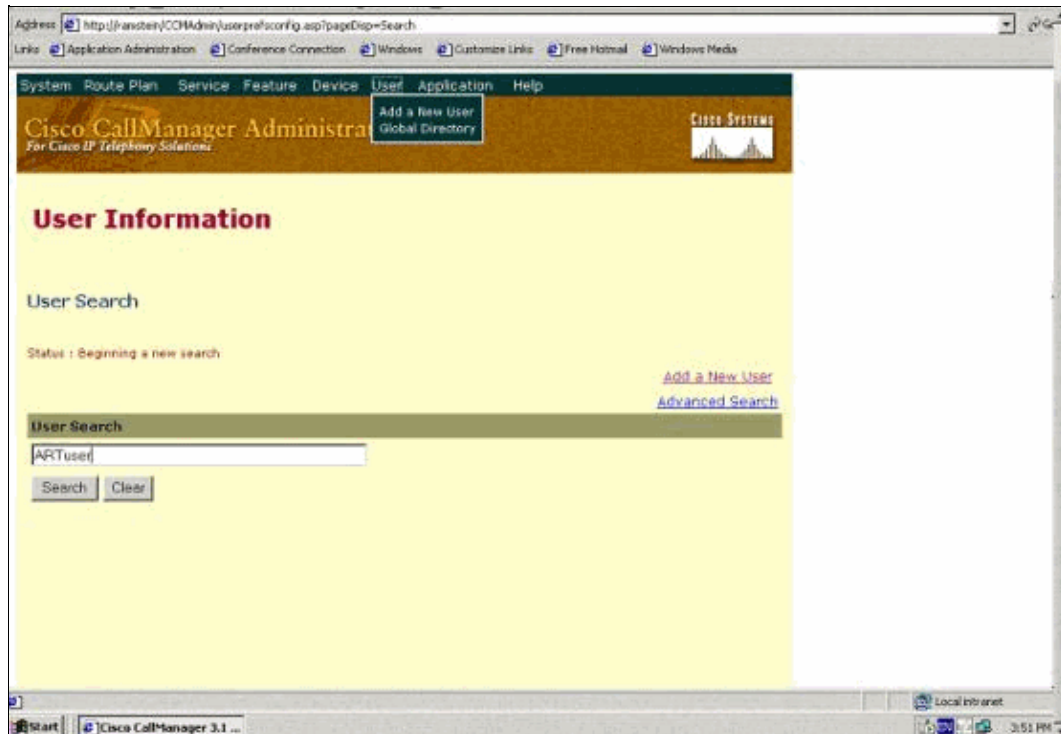 Address http://ramstein/CCMAdmin/userprefsconfig.asp?pageDisp=Search
Links Application Administration Conference Connection Windows Customize Links Free Hotmail Windows Media
System Route Plan Service Feature Device User Application Help
Add a New User
Global Directory
Cisco CallManager Administra
For Cisco IP Telephony Solutions
CISCO SYSTEMS
User Information
User Search
Status : Beginning a new search
Add a New User
Advanced Search
User Search
ARTuser
Search Clear
Local intranet
Start Cisco CallManager 3.1 ...
3:51 PM